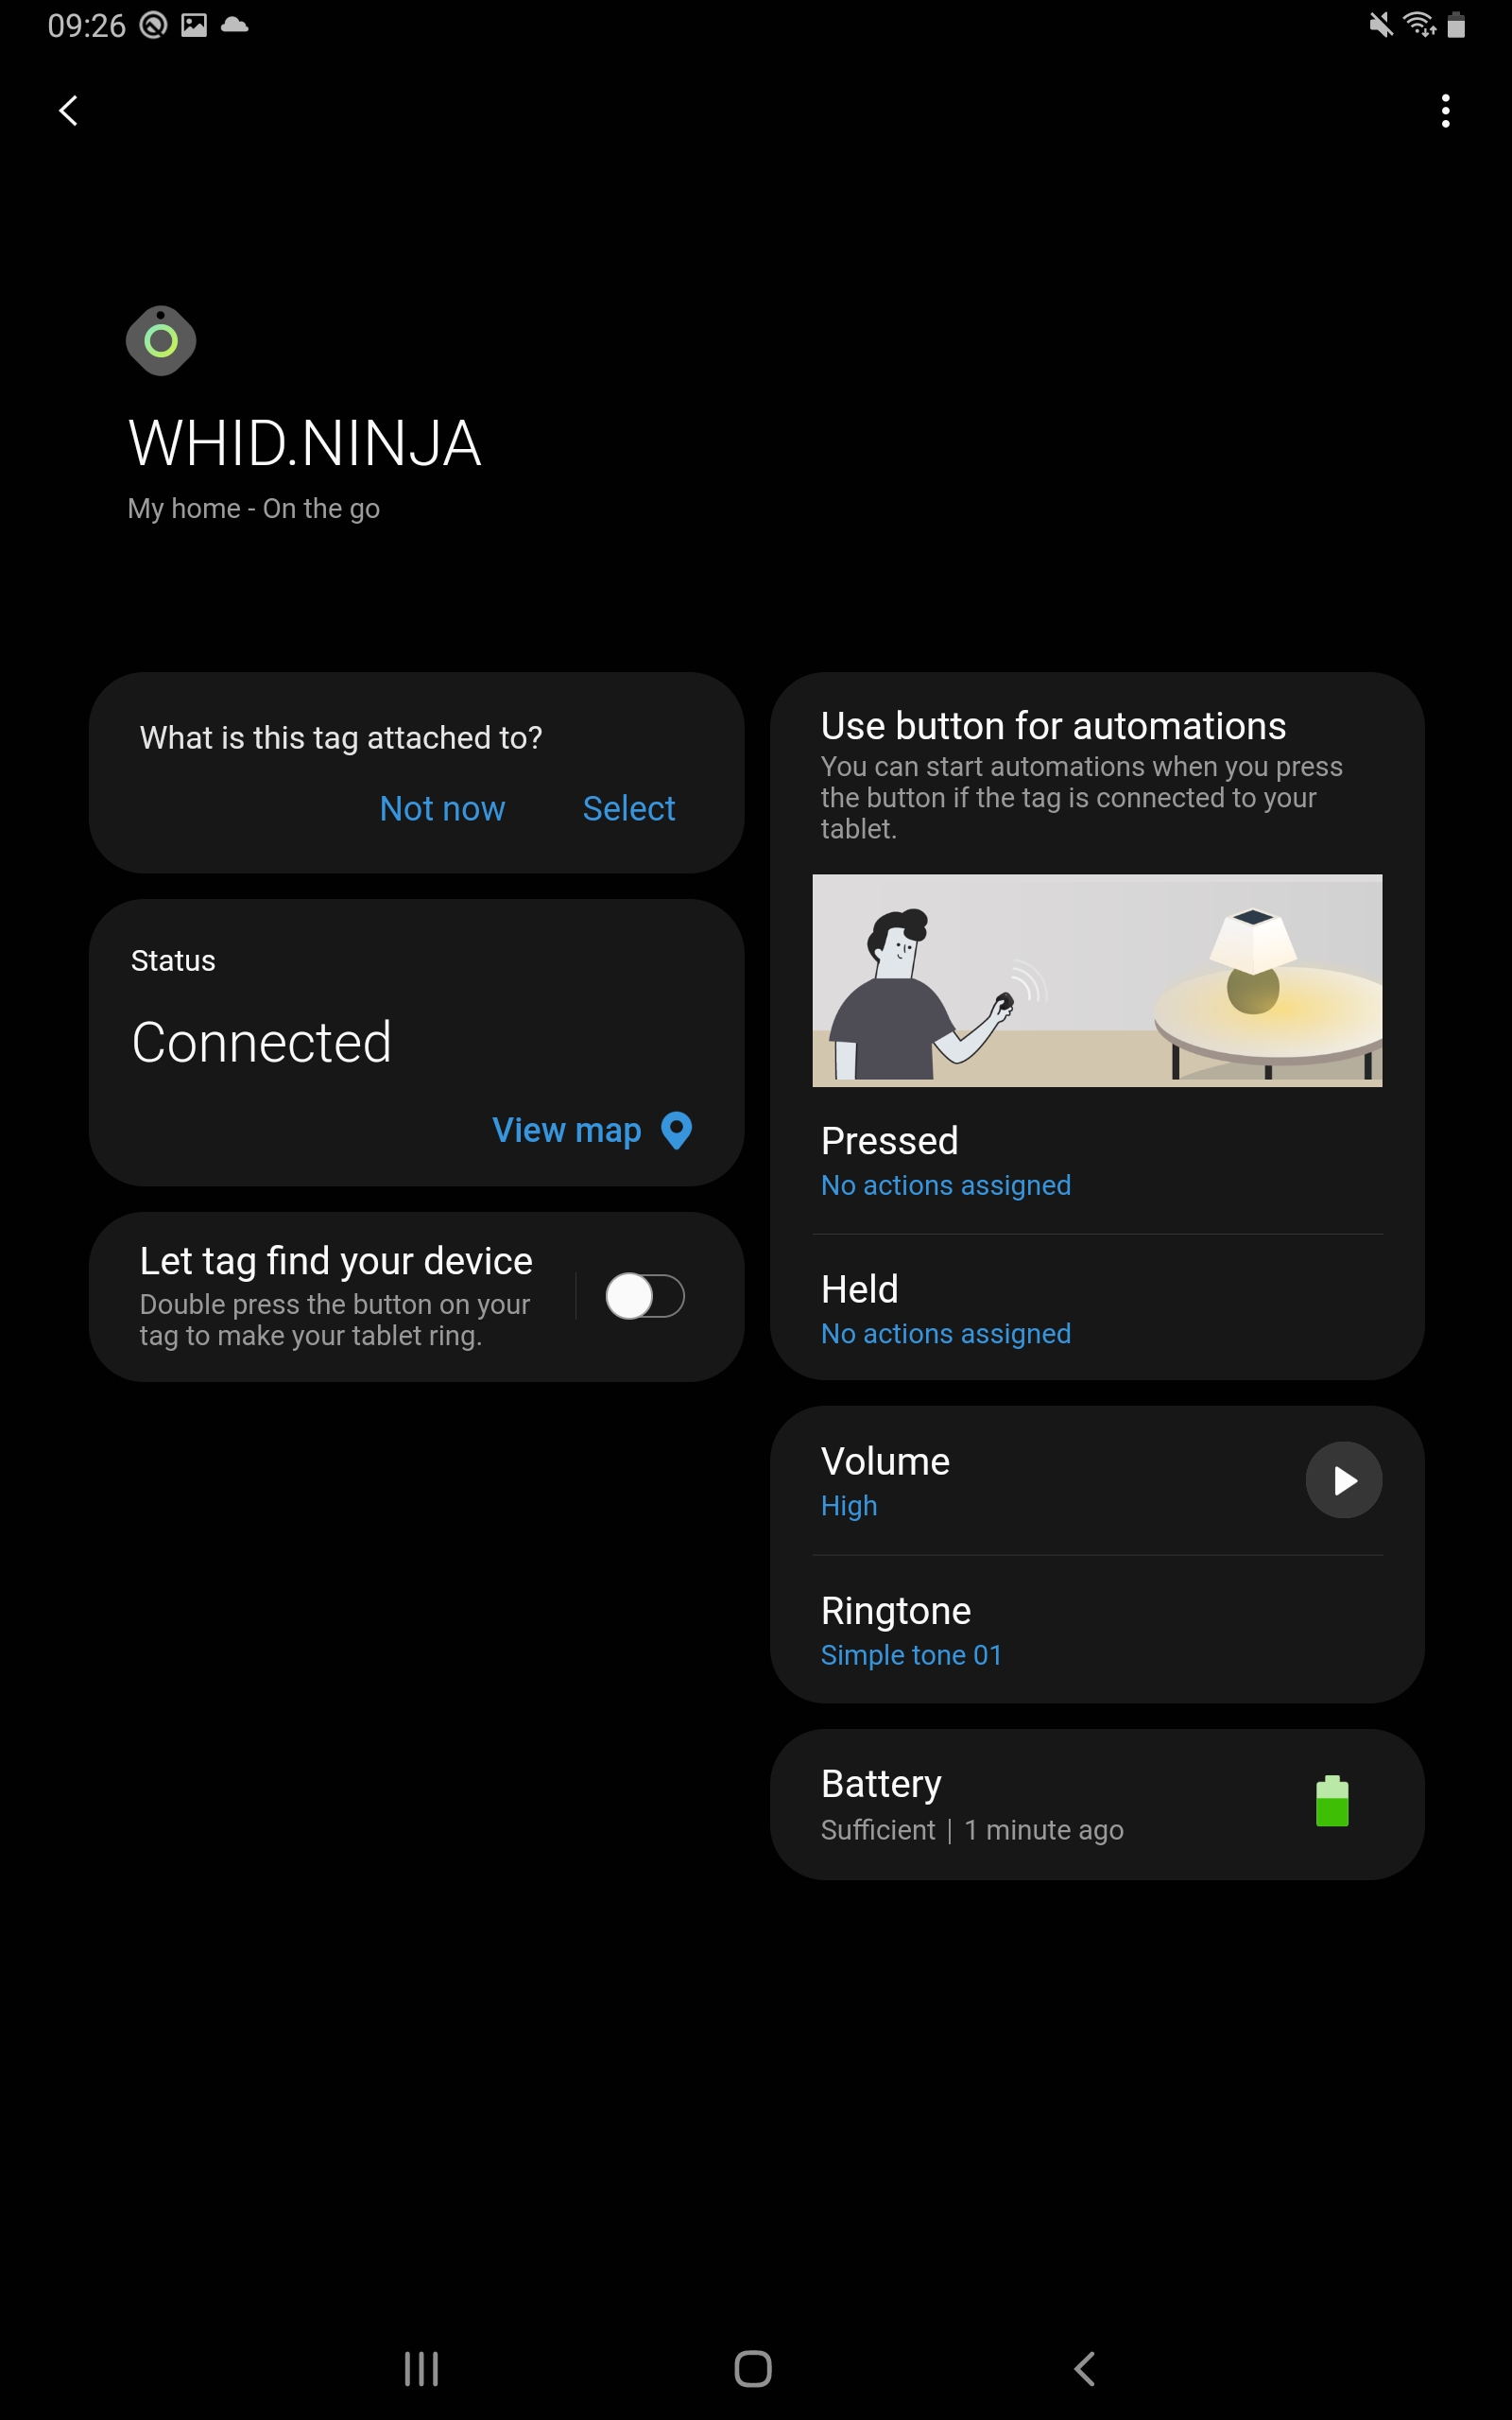 09:26
WHID.NINJA
My home - On the go
What is this tag attached to?
Not now Select
Status
Connected
View map
Let tag find your device
Double press the button on your
tag to make your tablet ring.
Use button for automations
You can start automations when you press
the button if the tag is connected to your
tablet.
Pressed
No actions assigned
Held
No actions assigned
Volume
High
Ringtone
Simple tone 01
Battery
Sufficient | 1 minute ago